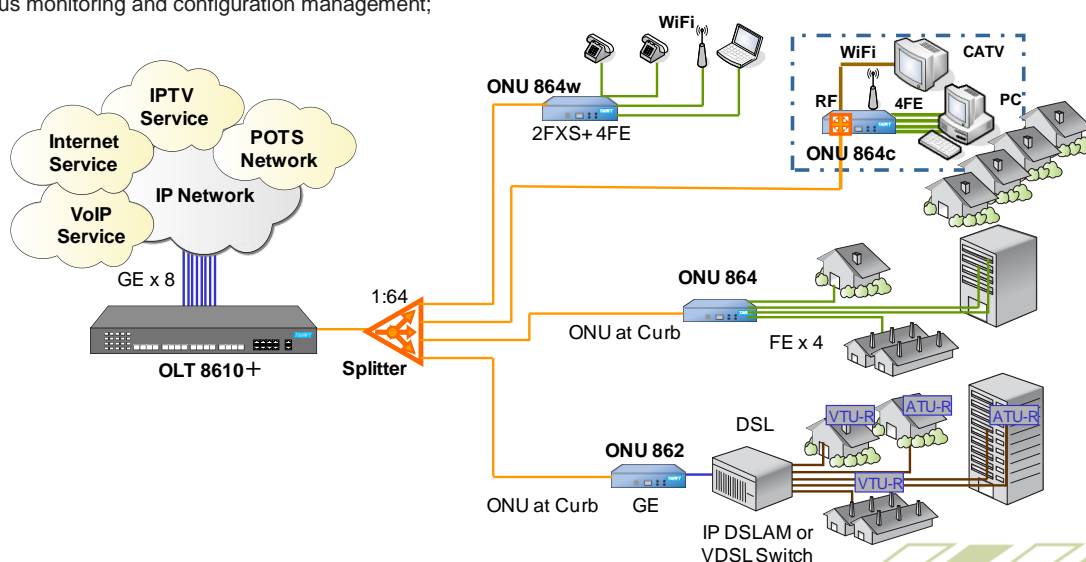 us monitoring and configuration management;
IPTV
Service
Internet
Service
POTS
Network
IP Network
VoIP
Service
GE x 8
OLT 8610+
1:64
Splitter
WiFi
ONU 864w
2FXS+ 4FE
WiFi
CATV
RF
4FE
PC
ONU 864c
ONU 864
ONU at Curb
FE x 4
DSL
VTU-R
ATU-R
ATU-R
VTU-R
ONU 862
ONU at Curb
GE
IP DSLAM or
VDSL Switch